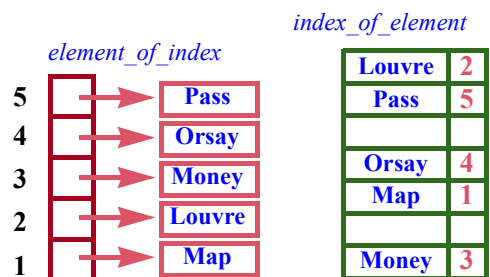 element_of_index
5 Pass
4 Orsay
3 Money
2 Louvre
1 Map
index_of_element
Louvre 2
Pass 5
Orsay 4
Map 1
Money 3